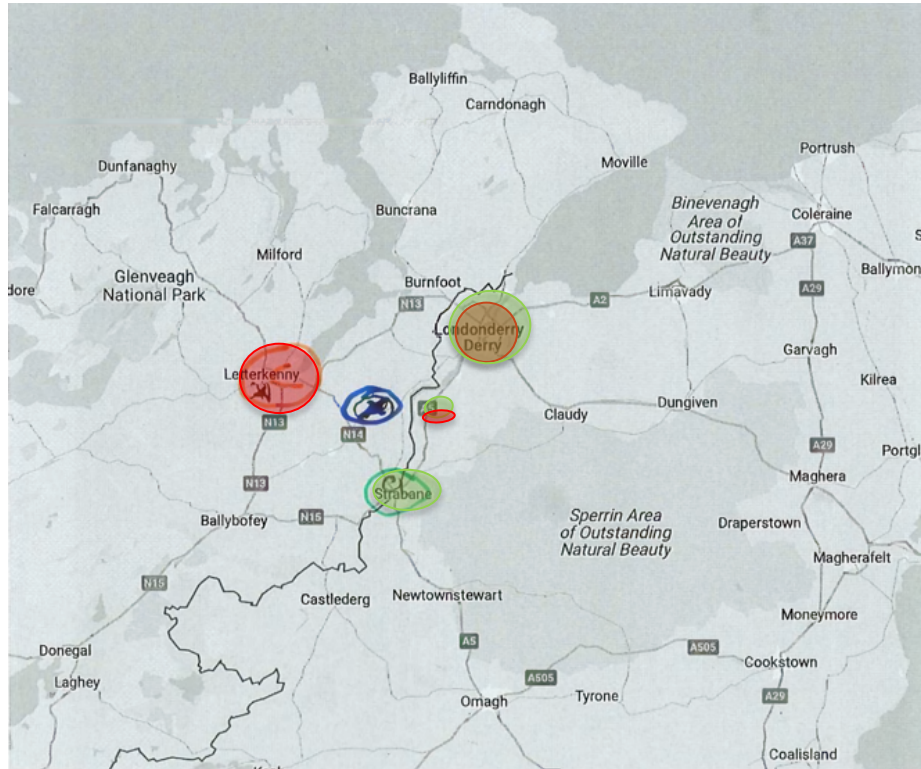 Ballyliffin
Carndonagh
Moville
Portrush
Dunfanaghy
Binevenagh
Area of
Outstanding
Natural Beauty
Falcarragh
Buncrana
Coleraine
A37
Milford
Ballymon
Glenveagh
National Park
Burnfoot
dore
N13
A2
Limavady
A29
Londonderry
Derry
Garvagh
Letterkenny
Kilrea
N13
A5
Claudy
Dungiven
N14
A29
Portgl
Maghera
N13
Strabane
Ballybofey
N15
Sperrin Area
of Outstanding
Natural Beauty
Draperstown
Magherafelt
N15
Castlederg
Newtownstewart
Moneymore
A5
A505
Donegal
Cookstown
A505
Laghey
Omagh
Tyrone
A29
Coalisland